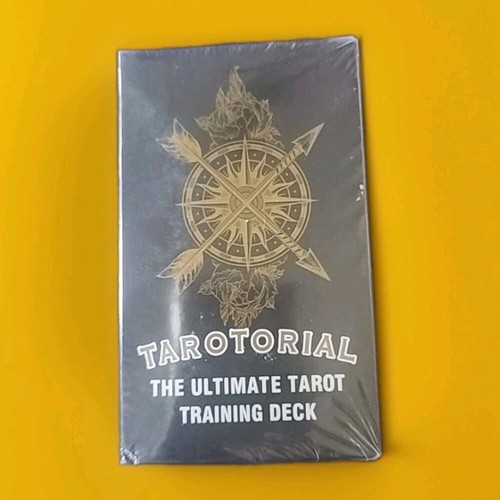 TAROTORIAL
THE ULTIMATE TAROT
TRAINING DECK